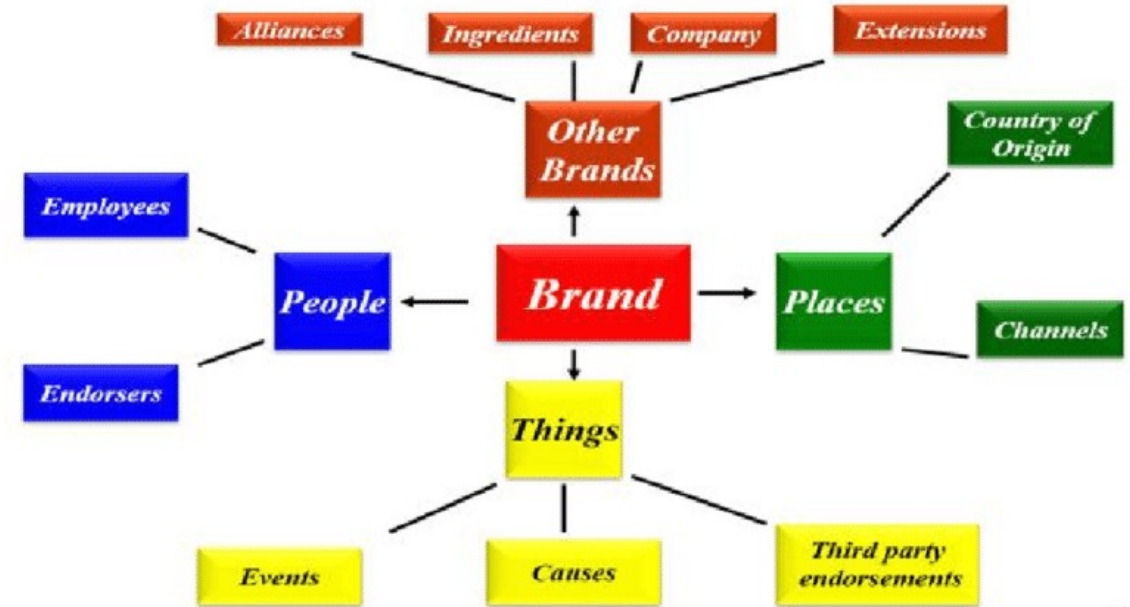 Alliances
Ingredients
Company
Extensions
Other
Brands
Country of
Origin
Employees
People
Brand
Places
Channels
Endorsers
Things
Events
Causes
Third party
endorsements